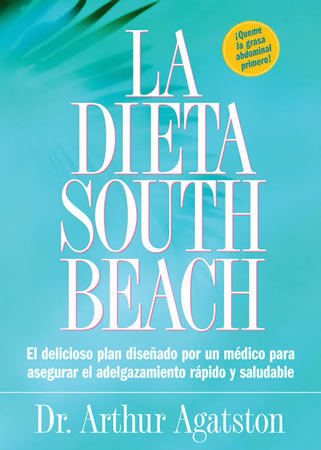 ¡Queme
la grasa
abdominal
primero!
LA
DIETA
SOUTH
BEACH
El delicioso plan diseñado por un médico para
asegurar el adelgazamiento rápido y saludable
Dr. Arthur Agatston